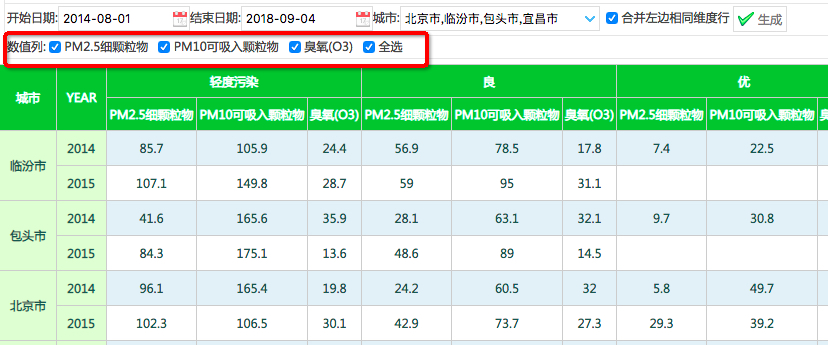 开始日期: 2014-08-01 结束日期: 2018-09-04 城市: 北京市,临汾市,包头市,宜昌市 合并左边相同维度行 生成
数值列: PM2.5细颗粒物 PM10可吸入颗粒物 臭氧(O3) 全选
城市 YEAR 轻度污染 良 优
PM2.5细颗粒物 PM10可吸入颗粒物 臭氧(O3) PM2.5细颗粒物 PM10可吸入颗粒物 臭氧(O3) PM2.5细颗粒物 PM10可吸入颗粒物
临汾市 2014 85.7 105.9 24.4 56.9 78.5 17.8 7.4 22.5
2015 107.1 149.8 28.7 59 95 31.1
包头市 2014 41.6 165.6 35.9 28.1 63.1 32.1 9.7 30.8
2015 84.3 175.1 13.6 48.6 89 14.5
北京市 2014 96.1 165.4 19.8 24.2 60.5 32 5.8 49.7
2015 102.3 106.5 30.1 42.9 73.7 27.3 29.3 39.2